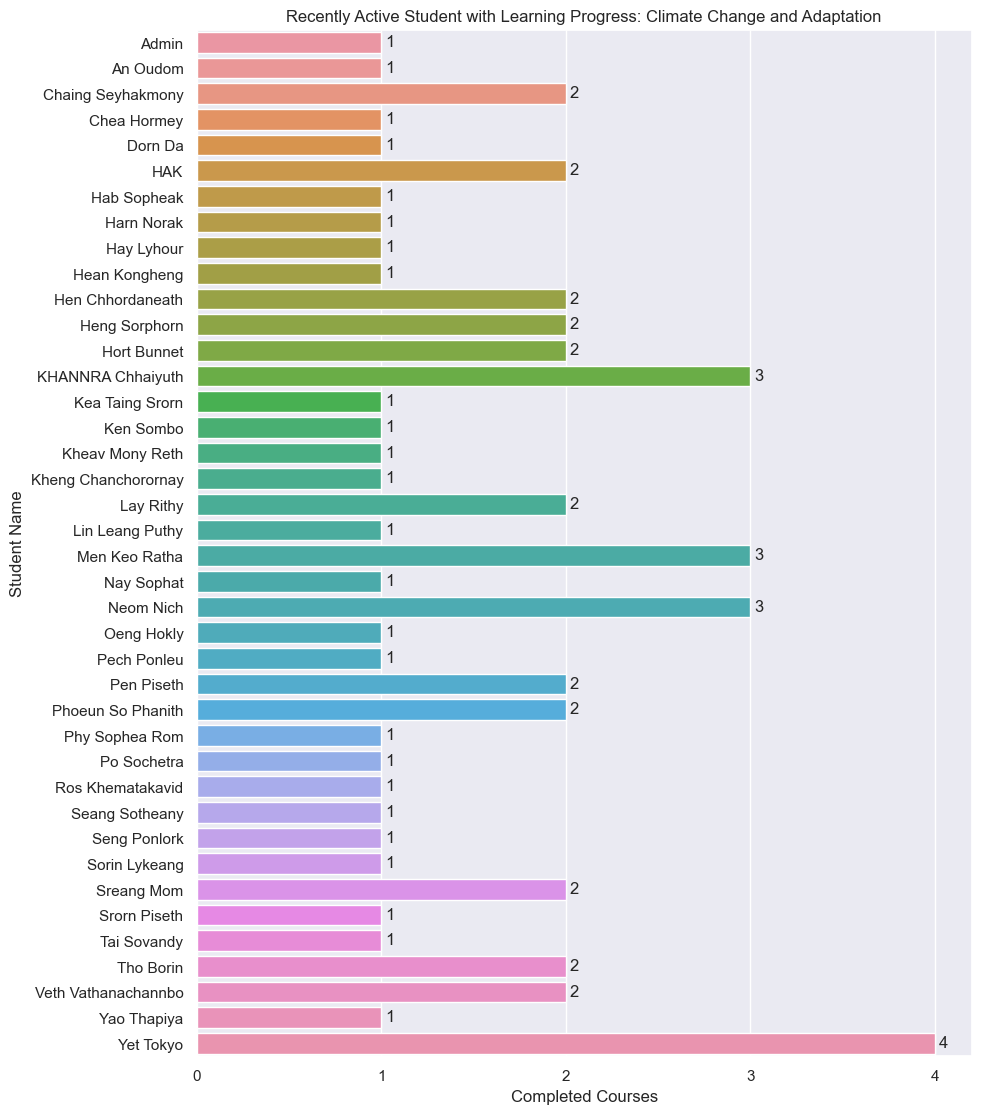 Recently Active Student with Learning Progress: Climate Change and Adaptation
Student Name
Admin 1
An Oudom 1
Chaing Seyhakmony 2
Chea Hormey 1
Dorn Da 1
HAK 2
Hab Sopheak 1
Harn Norak 1
Hay Lyhour 1
Hean Kongheng 1
Hen Chhordaneath 2
Heng Sorphorn 2
Hort Bunnet 2
KHANNRA Chhaiyuth 3
Kea Taing Srorn 1
Ken Sombo 1
Kheav Mony Reth 1
Kheng Chanchorornay 1
Lay Rithy 2
Lin Leang Puthy 1
Men Keo Ratha 3
Nay Sophat 1
Neom Nich 3
Oeng Hokly 1
Pech Ponleu 1
Pen Piseth 2
Phoeun So Phanith 2
Phy Sophea Rom 1
Po Sochetra 1
Ros Khematakavid 1
Seang Sotheany 1
Seng Ponlork 1
Sorin Lykeang 1
Sreang Mom 2
Srorn Piseth 1
Tai Sovandy 1
Tho Borin 2
Veth Vathanachannbo 2
Yao Thapiya 1
Yet Tokyo 4
0 1 2 3 4
Completed Courses